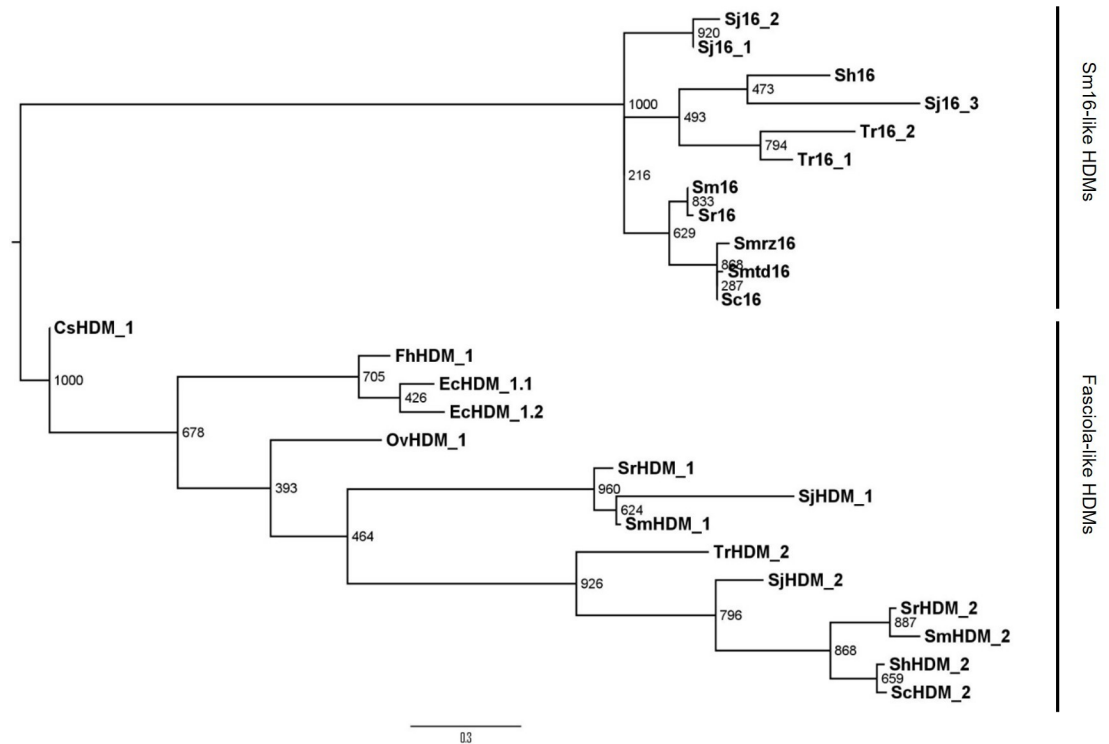 Sj16_2
920
Sj16_1
Sh16
473
Sj16_3
1000
493
Tr16_2
794
Tr16_1
216
Sm16
833
Sr16
629
Smrz16
868
Smtd16
287
Sc16
Sm16-like HDMs
CsHDM_1
1000
FhHDM_1
705
EcHDM_1.1
426
EcHDM_1.2
678
OvHDM_1
393
SrHDM_1
960
SjHDM_1
624
SmHDM_1
464
TrHDM_2
926
SjHDM_2
796
SrHDM_2
887
SmHDM_2
868
ShHDM_2
659
ScHDM_2
Fasciola-like HDMs
0.3